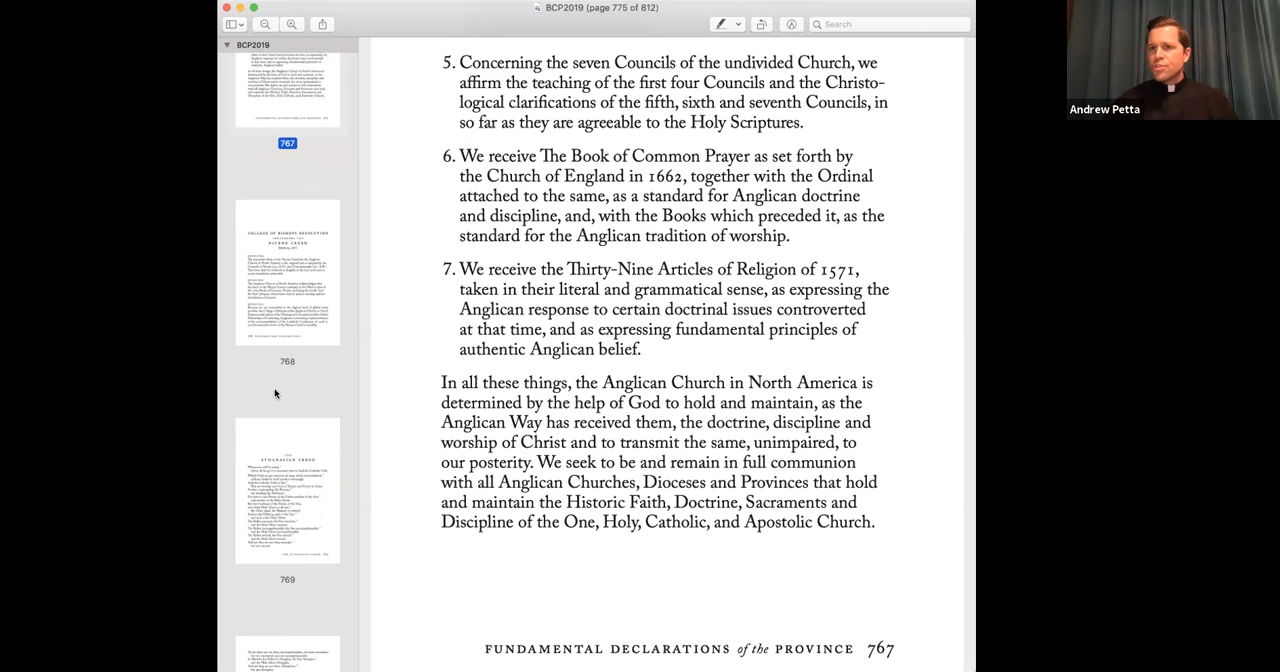 BCP2019 (page 775 of 812)
Search
BCP2019
767
COLLEGE OF BISHOPS RESOLUTION
NICENE CREED
768
THE
ATHANASIAN CREED
769
5. Concerning the seven Councils of the undivided Church, we
affirm the teaching of the first four Councils and the Christo-
logical clarifications of the fifth, sixth and seventh Councils, in
so far as they are agreeable to the Holy Scriptures.
6. We receive The Book of Common Prayer as set forth by
the Church of England in 1662, together with the Ordinal
attached to the same, as a standard for Anglican doctrine
and discipline, and, with the Books which preceded it, as the
standard for the Anglican tradition of worship.
7. We receive the Thirty-Nine Articles of Religion of 1571,
taken in their literal and grammatical sense, as expressing the
Anglican response to certain doctrinal issues controverted
at that time, and as expressing fundamental principles of
authentic Anglican belief.
In all these things, the Anglican Church in North America is
determined by the help of God to hold and maintain, as the
Anglican Way has received them, the doctrine, discipline and
worship of Christ and to transmit the same, unimpaired, to
our posterity. We seek to be and remain in full communion
with all Anglican Churches, Dioceses and Provinces that hold
and maintain the Historic Faith, Doctrine, Sacraments and
Discipline of the One, Holy, Catholic, and Apostolic Church.
FUNDAMENTAL DECLARATIONS of the PROVINCE 767
Andrew Petta